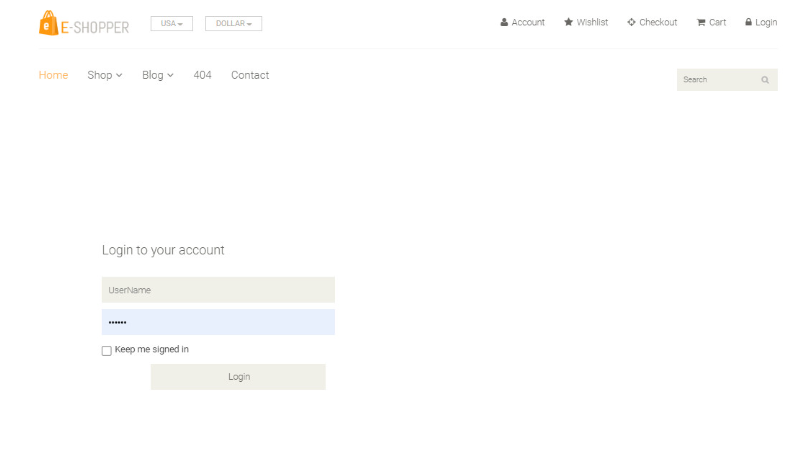 E-SHOPPER USA DOLLAR Account Wishlist Checkout Cart Login
Home Shop Blog 404 Contact Search
Login to your account
UserName
••••••
Keep me signed in
Login